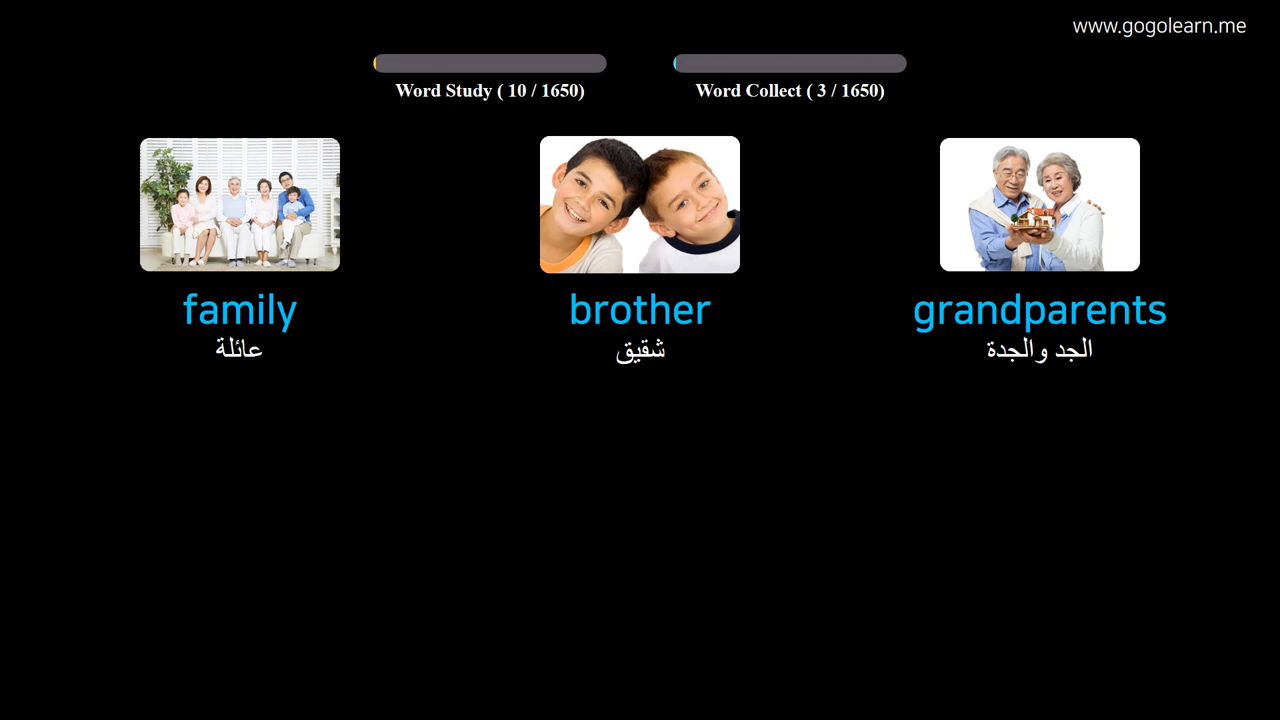 www.gogolearn.me
Word Study ( 10 / 1650)
Word Collect ( 3 / 1650)
family
عائلة
brother
شقيق
grandparents
الجد والجدة